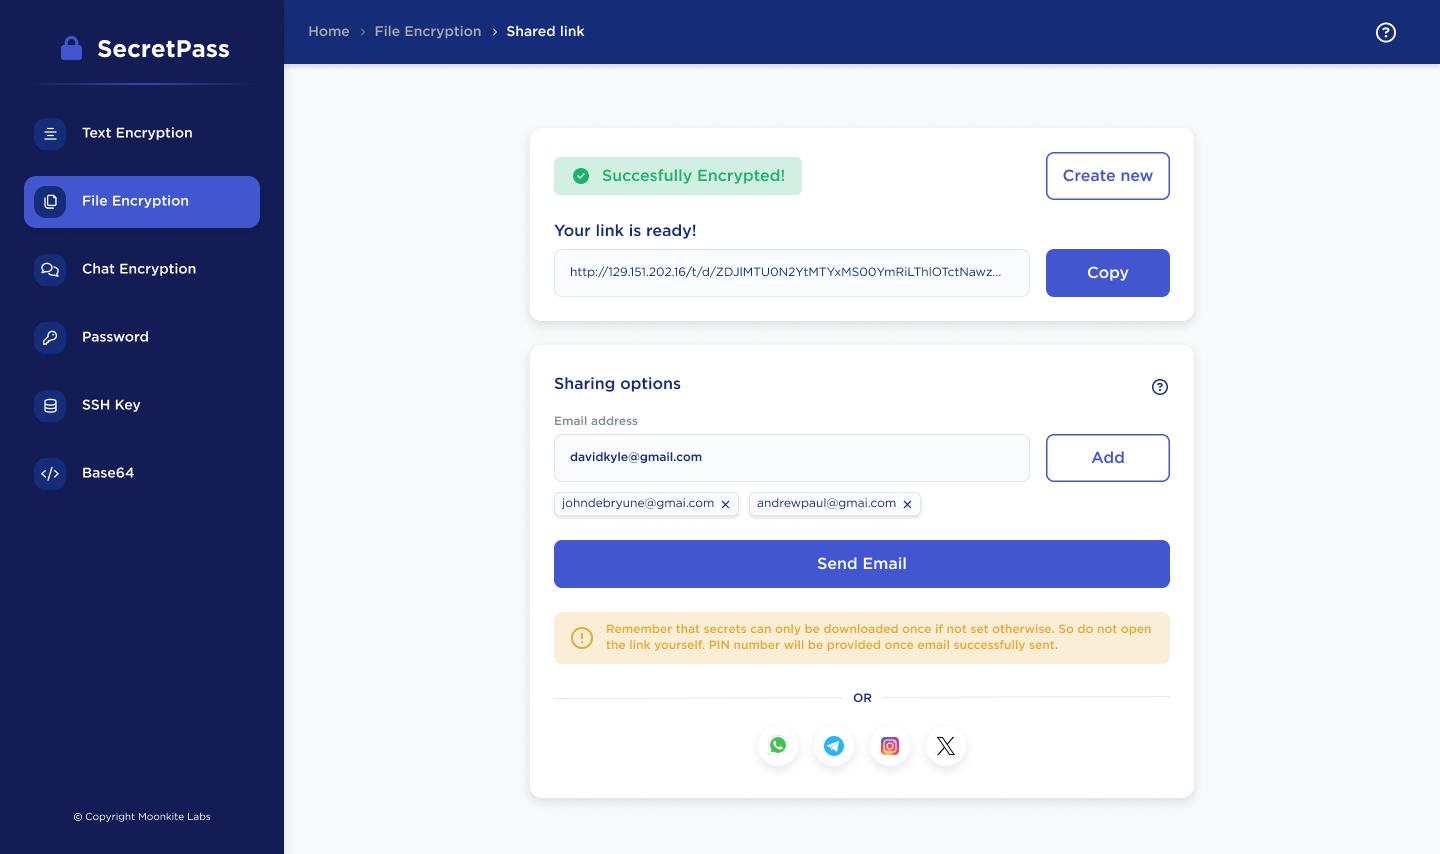 SecretPass
Home > File Encryption > Shared link
Text Encryption
File Encryption
Chat Encryption
Password
SSH Key
Base64
© Copyright Moonkite Labs
Succesfully Encrypted!
Create new
Your link is ready!
http://129.151.202.16/t/d/ZDJlMTU0N2YtMTYxMS00YmRiLThlOTctNawz...
Copy
Sharing options
Email address
davidkyle@gmail.com
Add
johndebryune@gmai.com
andrewpaul@gmai.com
Send Email
Remember that secrets can only be downloaded once if not set otherwise. So do not open
the link yourself. PIN number will be provided once email successfully sent.
OR